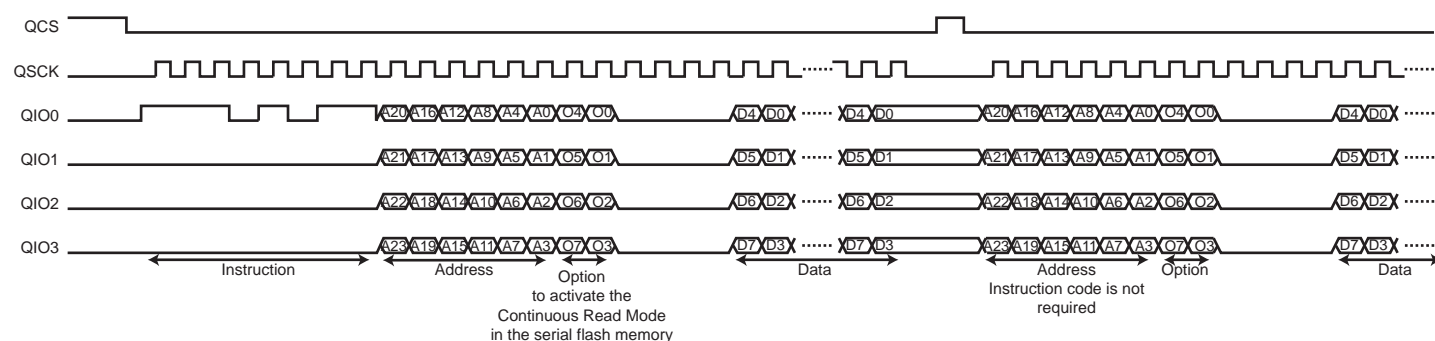 QCS
QSCK
QIO0 A20 A16 A12 A8 A4 A0 O4 O0 D4 D0 D4 D0 A20 A16 A12 A8 A4 A0 O4 O0 D4 D0
QIO1 A21 A17 A13 A9 A5 A1 O5 O1 D5 D1 D5 D1 A21 A17 A13 A9 A5 A1 O5 O1 D5 D1
QIO2 A22 A18 A14 A10 A6 A2 O6 O2 D6 D2 D6 D2 A22 A18 A14 A10 A6 A2 O6 O2 D6 D2
QIO3 A23 A19 A15 A11 A7 A3 O7 O3 D7 D3 D7 D3 A23 A19 A15 A11 A7 A3 O7 O3 D7 D3
Instruction Address Option Data Address Option Data
to activate the
Continuous Read Mode
in the serial flash memory
Instruction code is not
required